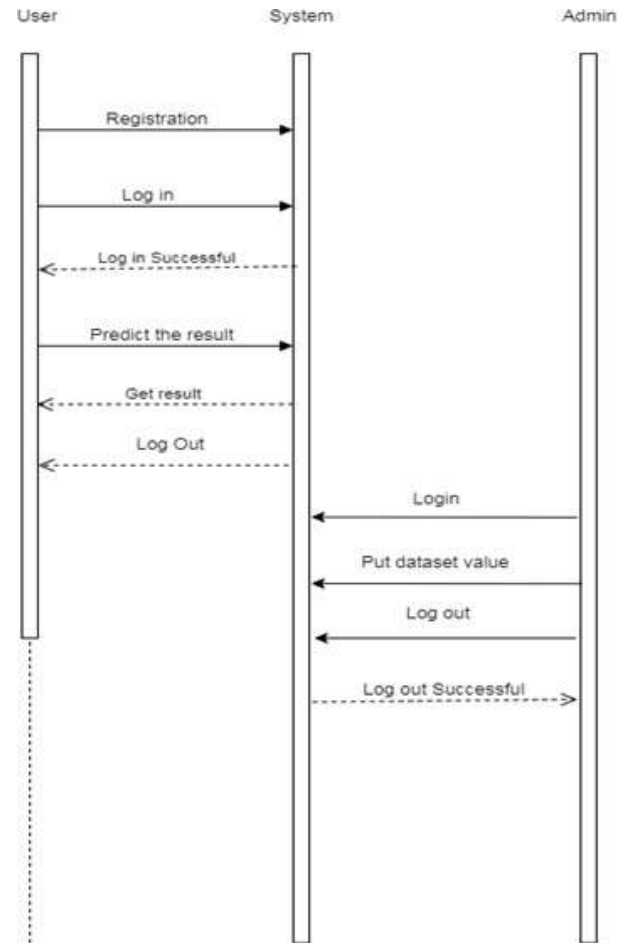 User
System
Admin
Registration
Log in
Log in Successful
Predict the result
Get result
Log Out
Login
Put dataset value
Log out
Log out Successful